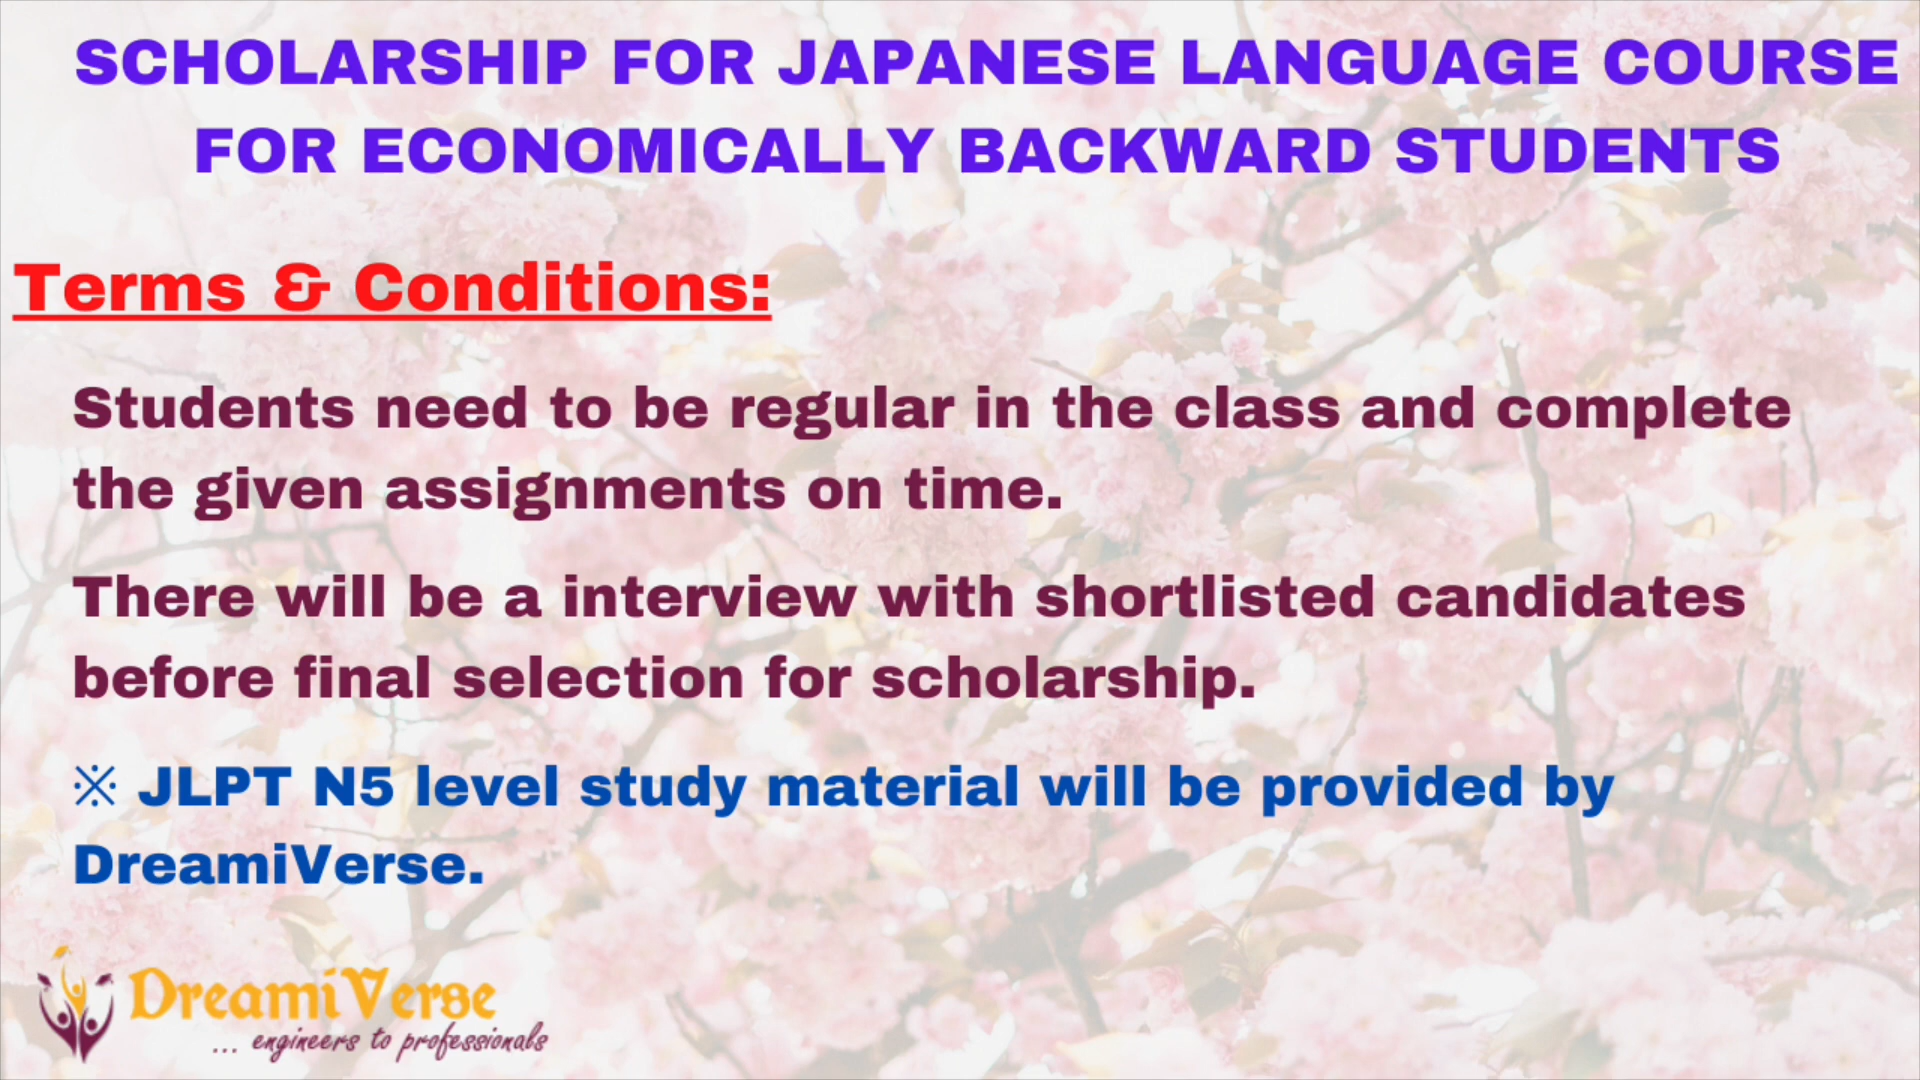 SCHOLARSHIP FOR JAPANESE LANGUAGE COURSE
FOR ECONOMICALLY BACKWARD STUDENTS
Terms & Conditions:
Students need to be regular in the class and complete
the given assignments on time.
There will be a interview with shortlisted candidates
before final selection for scholarship.
※ JLPT N5 level study material will be provided by
DreamiVerse.
DreamiVerse
... engineers to professionals